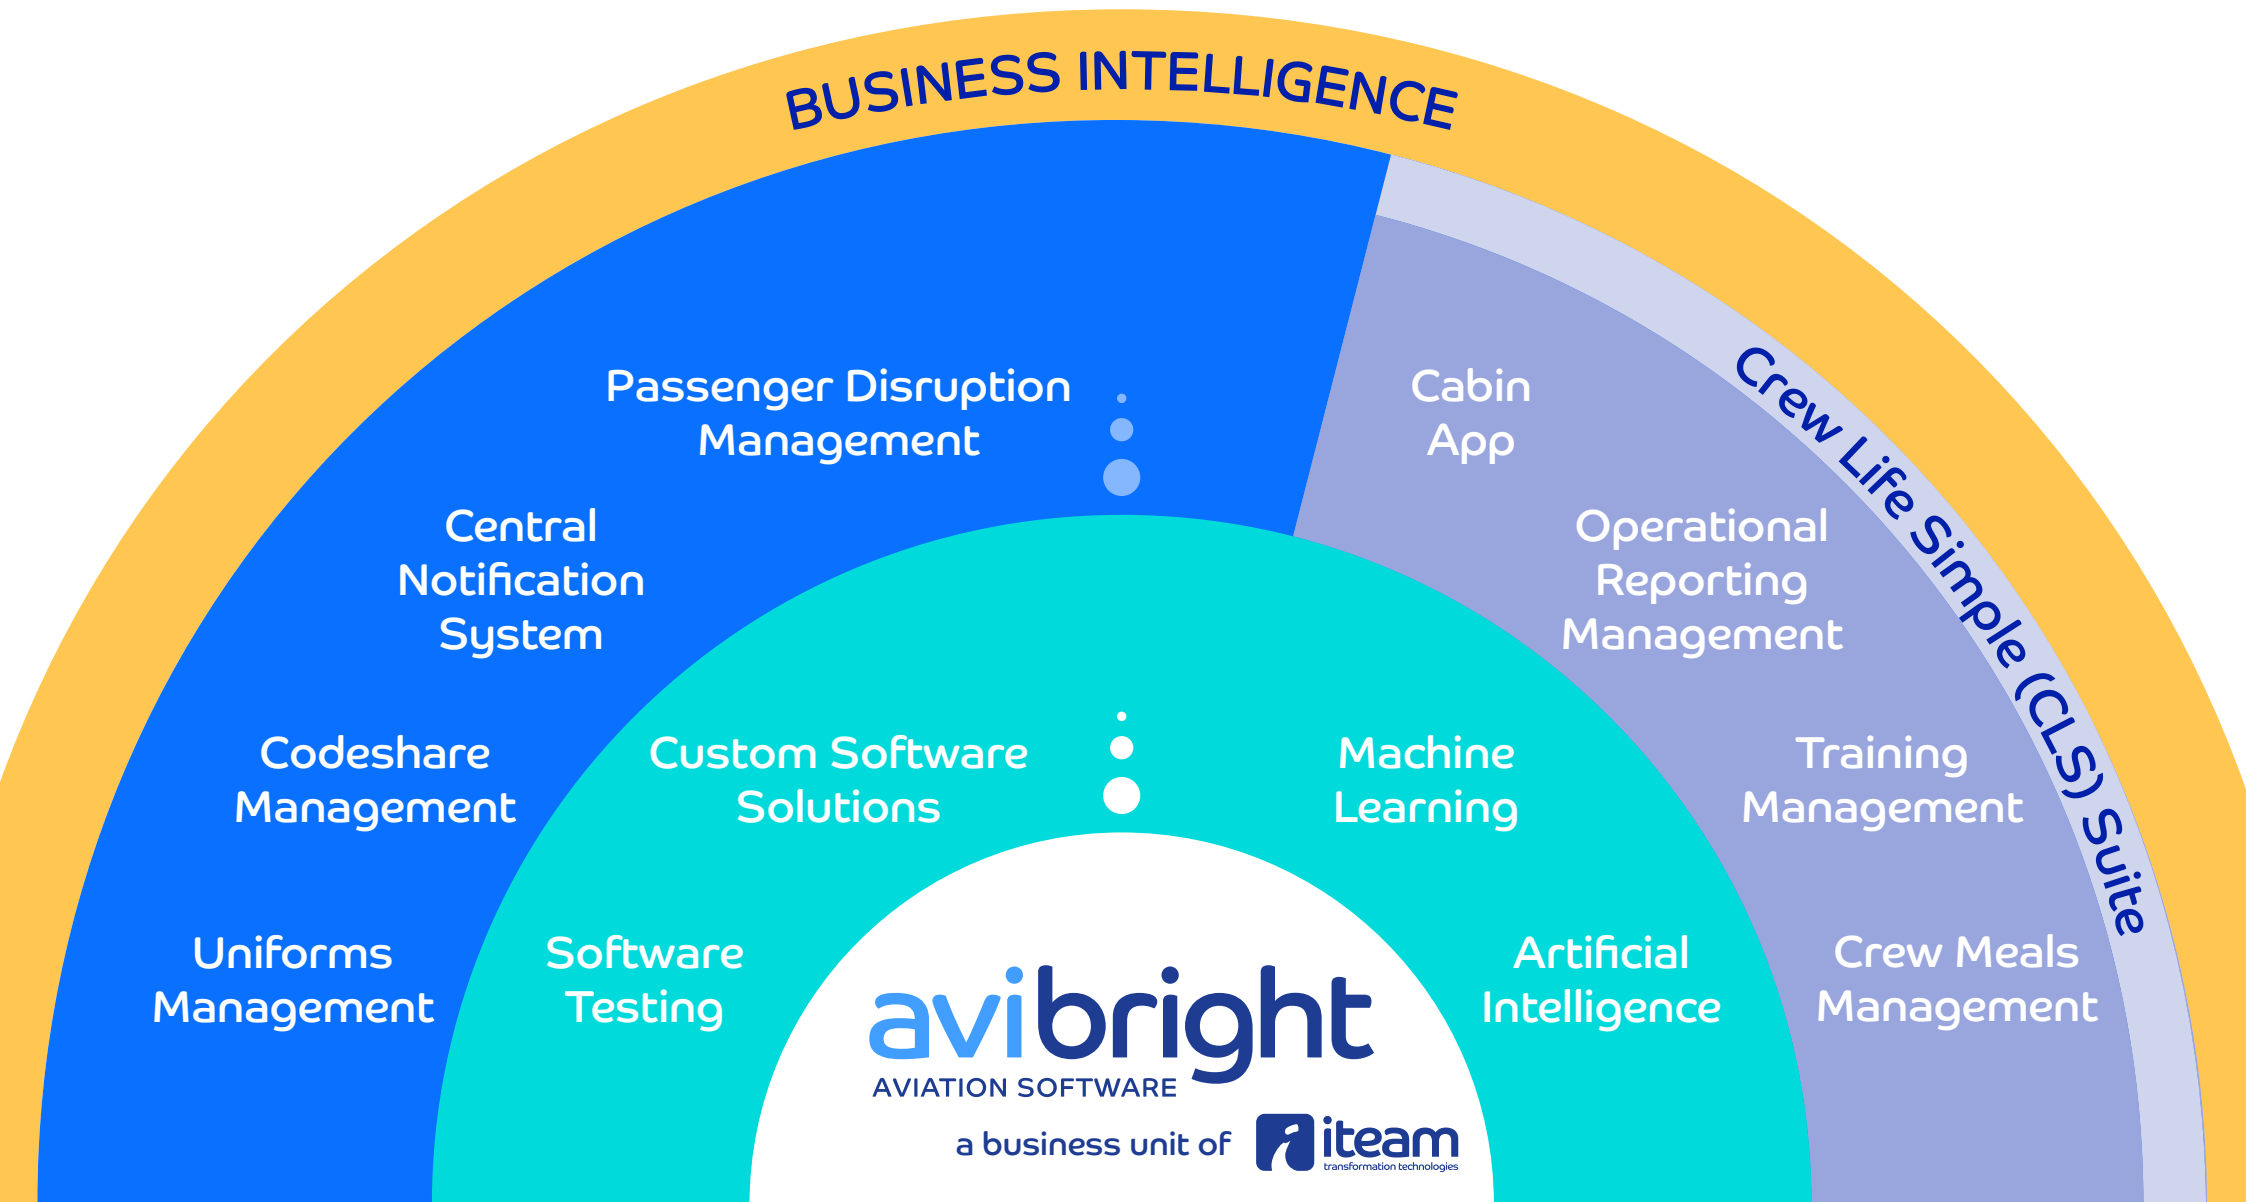 BUSINESS INTELLIGENCE
Crew Life Simple (CLS) Suite
Passenger Disruption
Management
Central
Notification
System
Codeshare
Management
Uniforms
Management
Cabin
App
Operational
Reporting
Management
Training
Management
Crew Meals
Management
Custom Software
Solutions
Software
Testing
Machine
Learning
Artificial
Intelligence
avibright
AVIATION SOFTWARE
a business unit of
iteam
transformation technologies